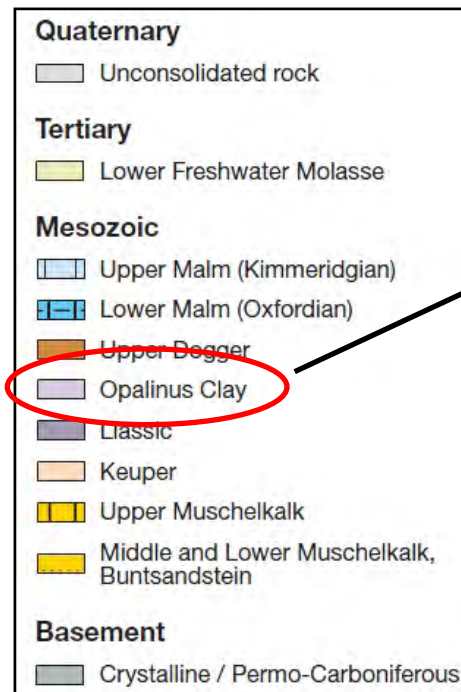 Quaternary
Unconsolidated rock
Tertiary
Lower Freshwater Molasse
Mesozoic
Upper Malm (Kimmeridgian)
Lower Malm (Oxfordian)
Upper Dogger
Opalinus Clay
Liassic
Keuper
Upper Muschelkalk
Middle and Lower Muschelkalk,
Buntsandstein
Basement
Crystalline / Permo-Carboniferous